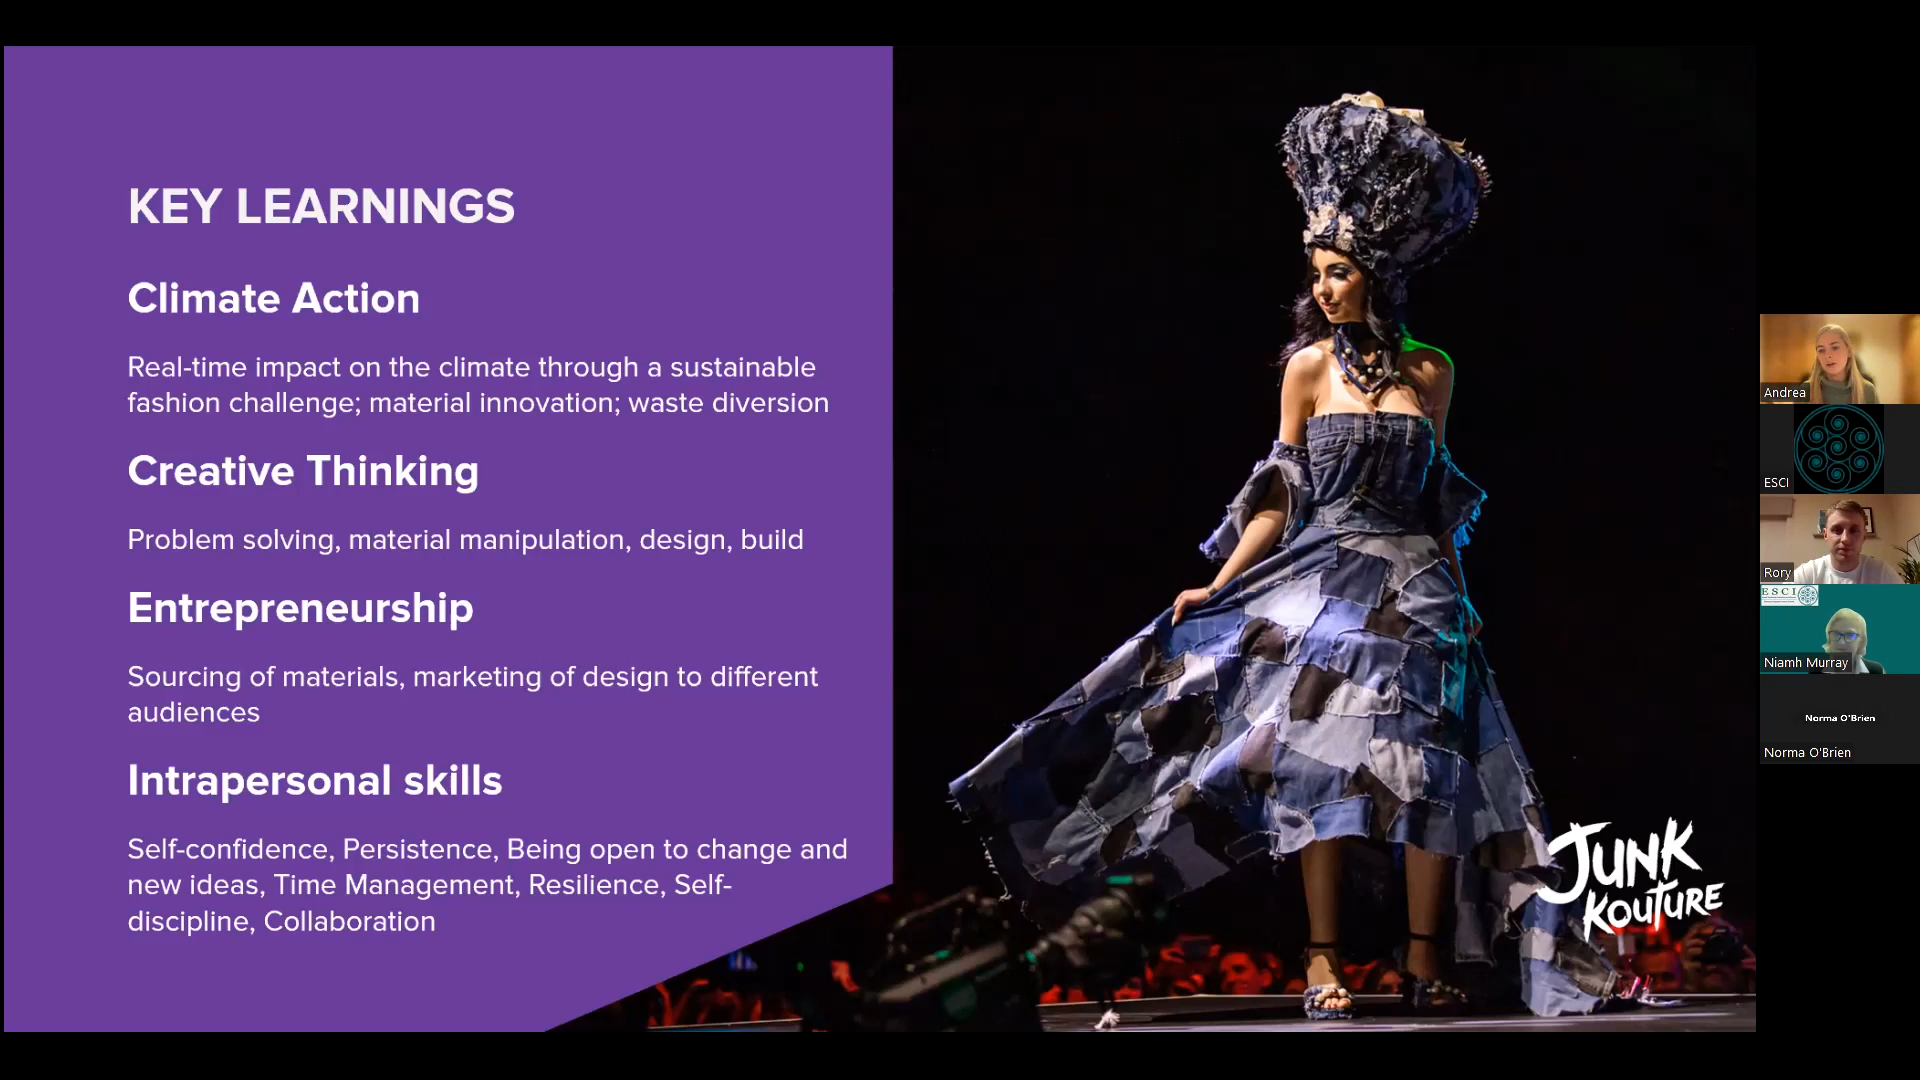 KEY LEARNINGS
Climate Action
Real-time impact on the climate through a sustainable
fashion challenge; material innovation; waste diversion
Creative Thinking
Problem solving, material manipulation, design, build
Entrepreneurship
Sourcing of materials, marketing of design to different
audiences
Intrapersonal skills
Self-confidence, Persistence, Being open to change and
new ideas, Time Management, Resilience, Self-
discipline, Collaboration
JUNK
KOUTURE
Andrea
ESCI
Rory
ESCI
Niamh Murray
Norma O'Brien
Norma O'Brien